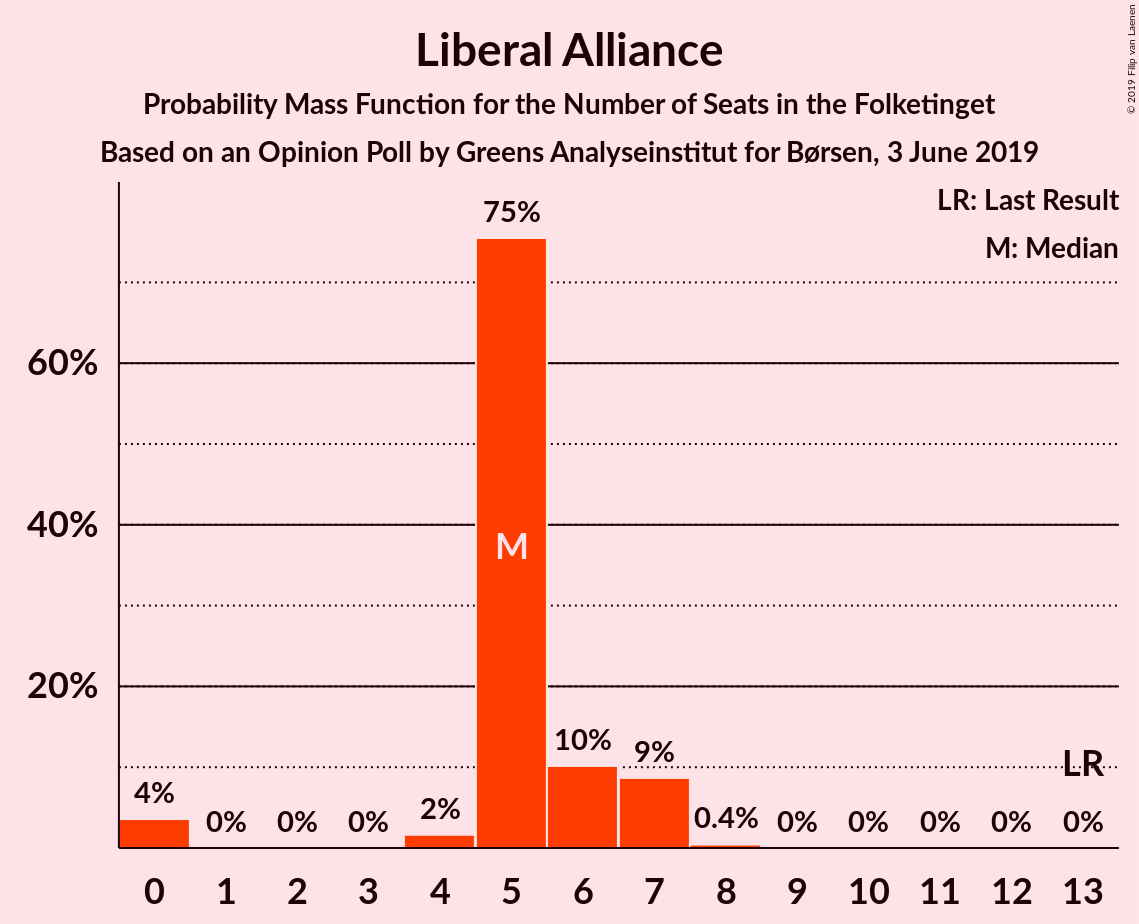 Liberal Alliance
Probability Mass Function for the Number of Seats in the Folketinget
Based on an Opinion Poll by Greens Analyseinstitut for Børsen, 3 June 2019
© 2019 Filip van Laenen
LR: Last Result
M: Median
60%
40%
20%
4%
0%
0%
0%
2%
75%
M
10%
9%
0.4%
0%
0%
0%
0%
0%
LR
0 1 2 3 4 5 6 7 8 9 10 11 12 13